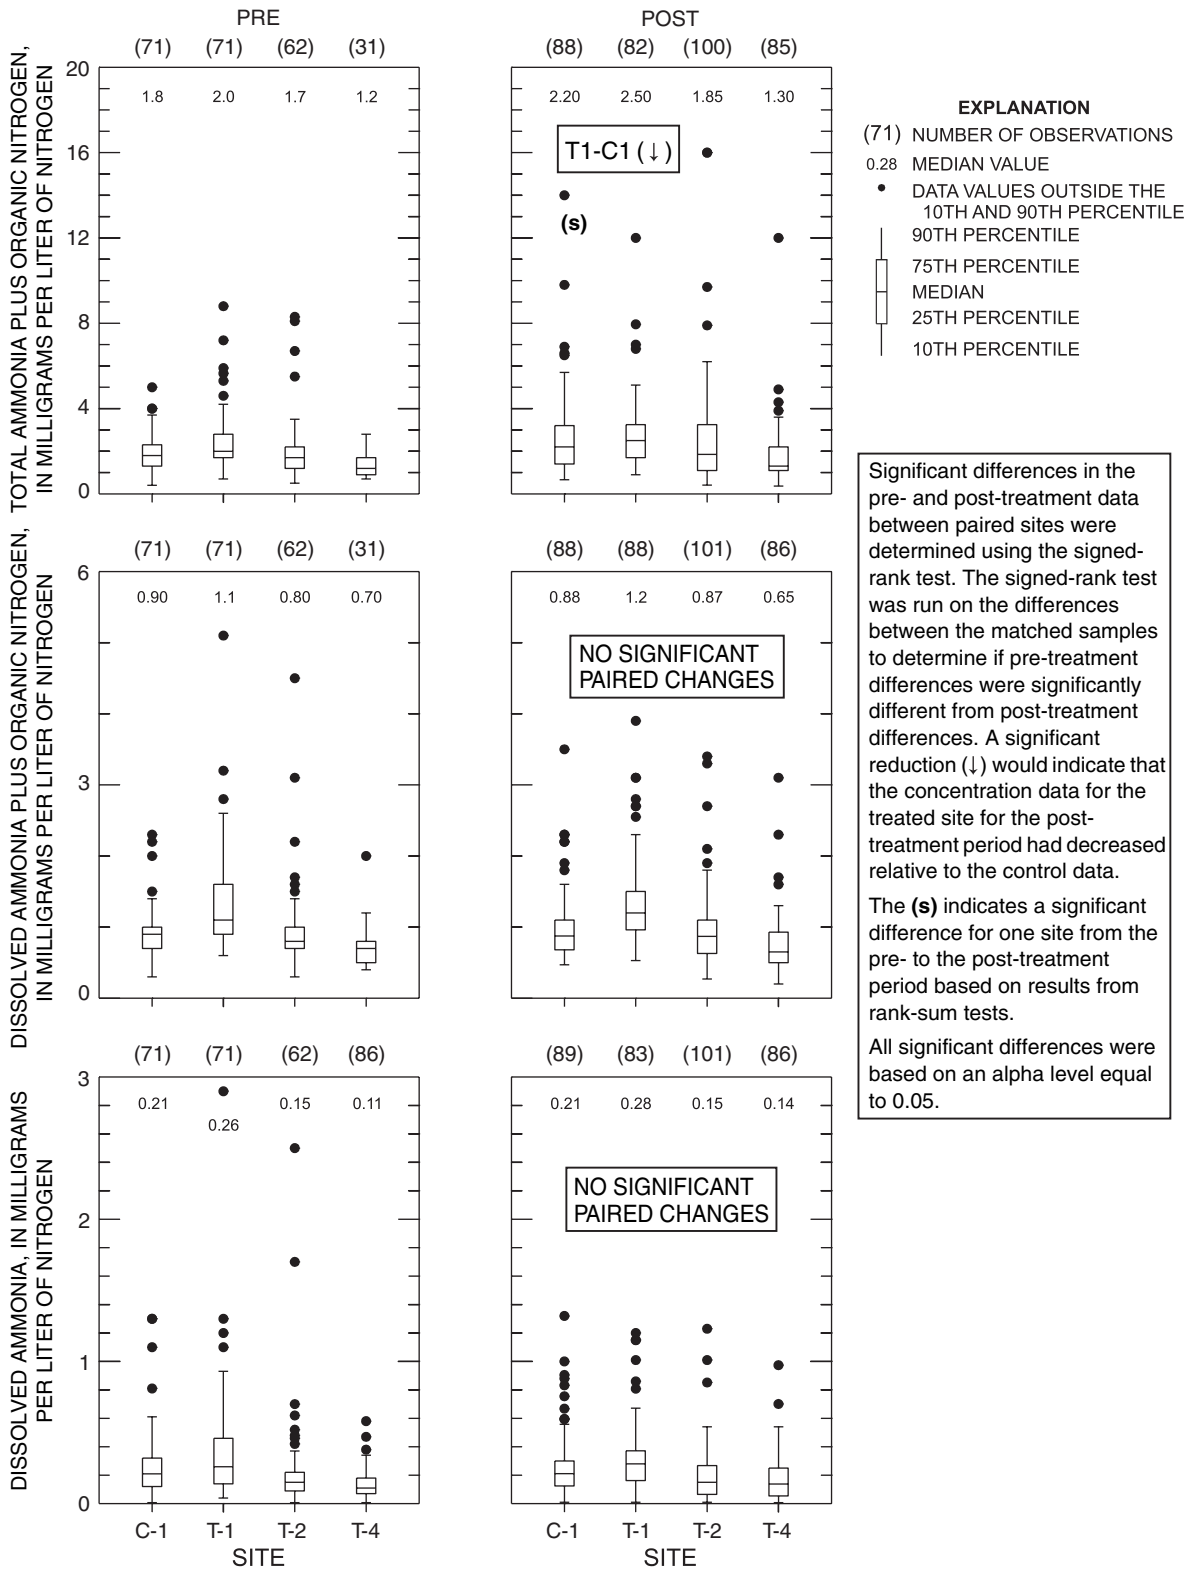 PRE
POST
TOTAL AMMONIA PLUS ORGANIC NITROGEN,
IN MILLIGRAMS PER LITER OF NITROGEN
(71) (71) (62) (31)
20
16
12
8
4
0
1.8 2.0 1.7 1.2
(88) (82) (100) (85)
2.20 2.50 1.85 1.30
T1-C1 (↓)
(s)
EXPLANATION
(71) NUMBER OF OBSERVATIONS
0.28 MEDIAN VALUE
DATA VALUES OUTSIDE THE
10TH AND 90TH PERCENTILE
90TH PERCENTILE
75TH PERCENTILE
MEDIAN
25TH PERCENTILE
10TH PERCENTILE
DISSOLVED AMMONIA PLUS ORGANIC NITROGEN,
IN MILLIGRAMS PER LITER OF NITROGEN
(71) (71) (62) (31)
6
3
0
0.90 1.1 0.80 0.70
(88) (88) (101) (86)
0.88 1.2 0.87 0.65
NO SIGNIFICANT
PAIRED CHANGES
Significant differences in the
pre- and post-treatment data
between paired sites were
determined using the signed-
rank test. The signed-rank test
was run on the differences
between the matched samples
to determine if pre-treatment
differences were significantly
different from post-treatment
differences. A significant
reduction (↓) would indicate that
the concentration data for the
treated site for the post-
treatment period had decreased
relative to the control data.
The (s) indicates a significant
difference for one site from the
pre- to the post-treatment
period based on results from
rank-sum tests.
All significant differences were
based on an alpha level equal
to 0.05.
DISSOLVED AMMONIA, IN MILLIGRAMS
PER LITER OF NITROGEN
(71) (71) (62) (86)
3
2
1
0
0.21 0.26 0.15 0.11
C-1 T-1 T-2 T-4
SITE
(89) (83) (101) (86)
0.21 0.28 0.15 0.14
NO SIGNIFICANT
PAIRED CHANGES
C-1 T-1 T-2 T-4
SITE